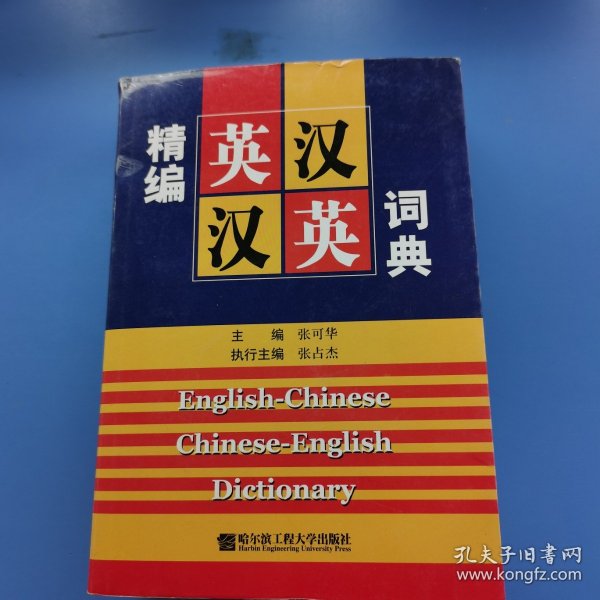 精编
英汉
汉英
词典
主 编 张可华
执行主编 张占杰
English-Chinese
Chinese-English
Dictionary
哈尔滨工程大学出版社
Harbin Engineering University Press
孔夫子旧书网
www.kongfz.com